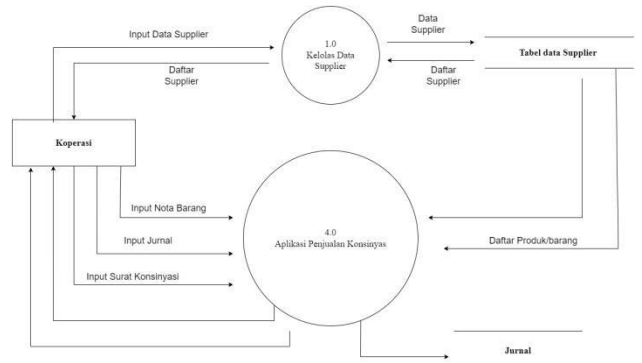 Input Data Supplier
Daftar
Supplier
1.0
Kelolas Data
Supplier
Data
Supplier
Daftar
Supplier
Tabel data Supplier
Koperasi
Input Nota Barang
Input Jurnal
Input Surat Konsinyasi
4.0
Aplikasi Penjualan Konsinyas
Daftar Produk/barang
Jurnal